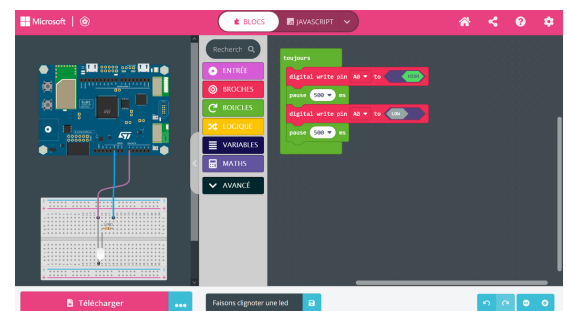 Microsoft
BLOCS
JAVASCRIPT
Recherch
ENTRÉE
BROCHES
BOUCLES
LOGIQUE
VARIABLES
MATHS
AVANCÉ
toujours
digital write pin A0 to HIGH
pause 500 ms
digital write pin A0 to LOW
pause 500 ms
Télécharger
...
Faisons clignoter une led